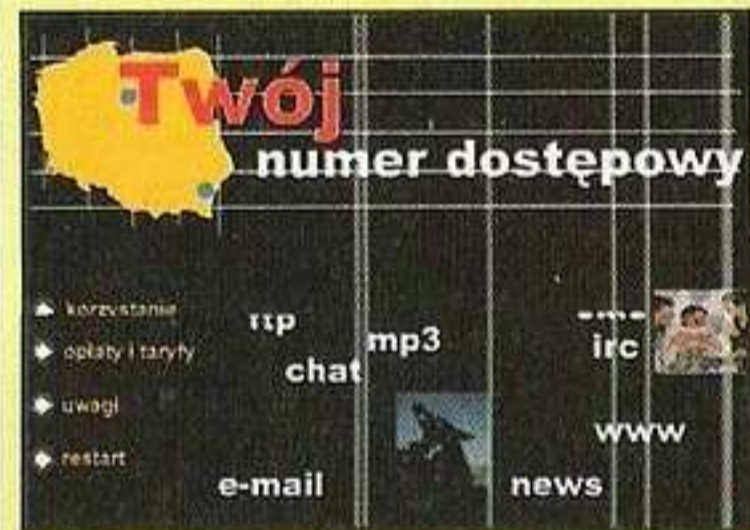 Twój
numer dostępowy
korzystanie
opłaty i taryfy
uwagi
restart
ftp
mp3
chat
irc
www
e-mail
news